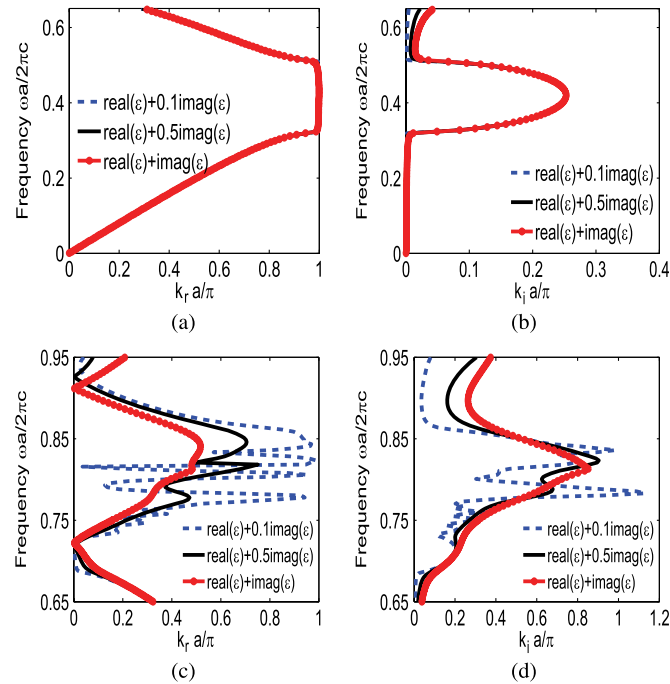 0.6
0.4
0.2
0
Frequency ωa/2πc
real(ε)+0.1imag(ε)
real(ε)+0.5imag(ε)
real(ε)+imag(ε)
0 0.2 0.4 0.6 0.8 1
k_r a/π
(a)
0.6
0.4
0.2
0
Frequency ωa/2πc
real(ε)+0.1imag(ε)
real(ε)+0.5imag(ε)
real(ε)+imag(ε)
0 0.1 0.2 0.3 0.4
k_i a/π
(b)
0.95
0.85
0.75
0.65
Frequency ωa/2πc
real(ε)+0.1imag(ε)
real(ε)+0.5imag(ε)
real(ε)+imag(ε)
0 0.2 0.4 0.6 0.8 1
k_r a/π
(c)
0.95
0.85
0.75
0.65
Frequency ωa/2πc
real(ε)+0.1imag(ε)
real(ε)+0.5imag(ε)
real(ε)+imag(ε)
0 0.2 0.4 0.6 0.8 1 1.2
k_i a/π
(d)